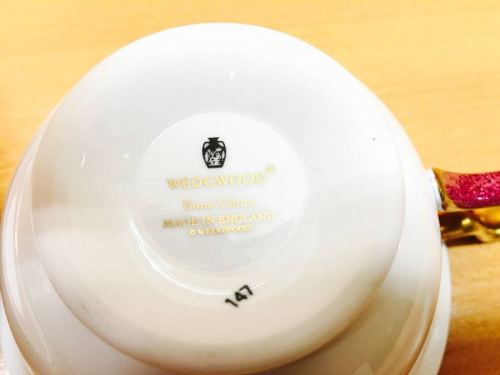 WEDGWOOD®
Bone China
MADE IN ENGLAND
© WEDGWOOD
147